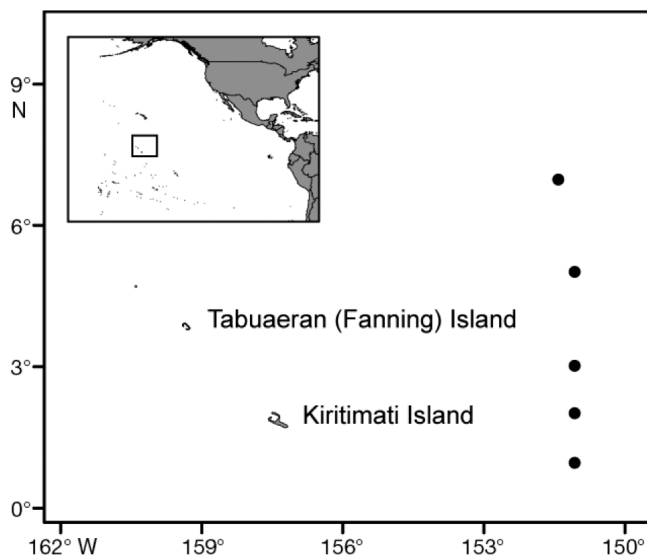 9°
N
6°
Tabuaeran (Fanning) Island
3°
Kiritimati Island
0°
162° W 159° 156° 153° 150°